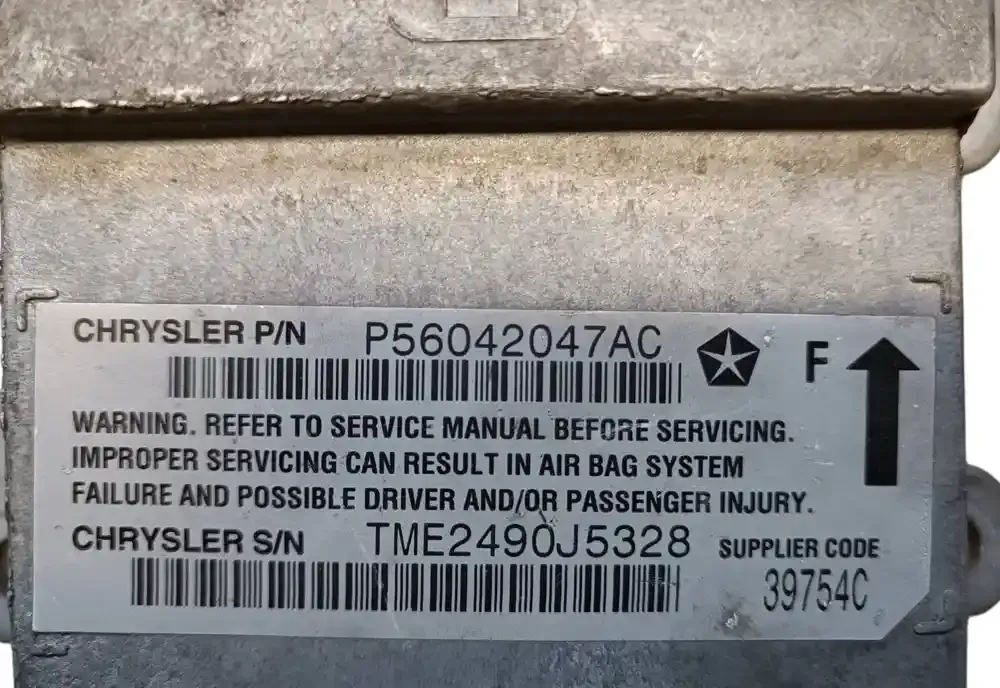 CHRYSLER P/N P56042047AC F
WARNING. REFER TO SERVICE MANUAL BEFORE SERVICING.
IMPROPER SERVICING CAN RESULT IN AIR BAG SYSTEM
FAILURE AND POSSIBLE DRIVER AND/OR PASSENGER INJURY.
CHRYSLER S/N TME2490J5328 SUPPLIER CODE
39754C